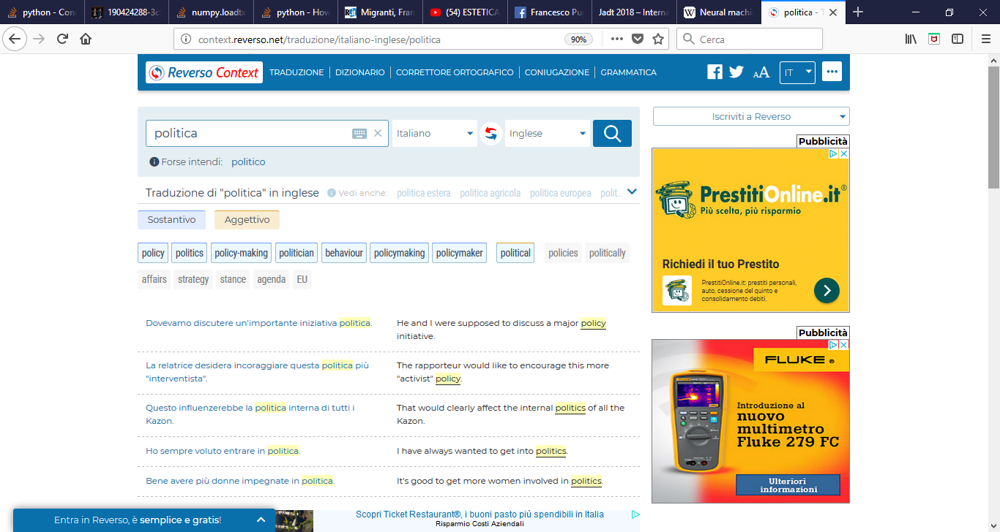 python - Con
190424288-3c
numpy.loadt
python - How
Migranti, Fran
(54) ESTETICA
Francesco Pu
Jadt 2018 – Interna
Neural machi
politica - T
context.reverso.net/traduzione/italiano-inglese/politica
90%
Cerca
Reverso Context
TRADUZIONE
DIZIONARIO
CORRETTORE ORTOGRAFICO
CONIUGAZIONE
GRAMMATICA
AA
IT
politica
Italiano
Inglese
Forse intendi: politico
Traduzione di "politica" in inglese
Vedi anche: politica estera politica agricola politica europea polit...
Sostantivo
Aggettivo
policy politics policy-making politician behaviour policymaking policymaker political policies politically
affairs strategy stance agenda EU
Dovevamo discutere un'importante iniziativa politica.
He and I were supposed to discuss a major policy
initiative.
La relatrice desidera incoraggiare questa politica più
"interventista".
The rapporteur would like to encourage this more
"activist" policy.
Questo influenzerebbe la politica interna di tutti i
Kazon.
That would clearly affect the internal politics of all the
Kazon.
Ho sempre voluto entrare in politica.
I have always wanted to get into politics.
Bene avere più donne impegnate in politica.
It's good to get more women involved in politics.
Iscriviti a Reverso
Pubblicità
PrestitiOnline.it®
Più scelta, più risparmio
Richiedi il tuo Prestito
PrestitiOnline.it: prestiti personali,
auto, cessione del quinto e
consolidamento debiti.
Pubblicità
FLUKE ®
Introduzione al
nuovo
multimetro
Fluke 279 FC
Ulteriori
informazioni
Entra in Reverso, è semplice e gratis!
Scopri Ticket Restaurant®, i buoni pasto più spendibili in Italia
Risparmio Costi Aziendali